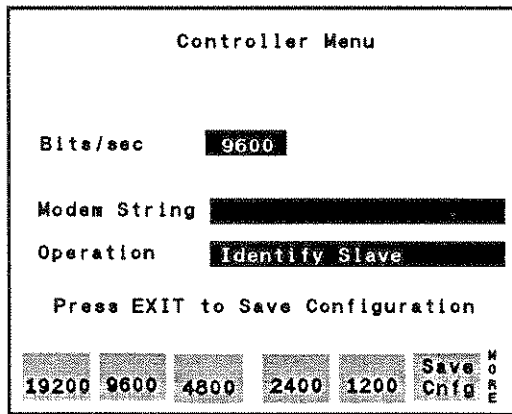 Controller Menu
Bits/sec 9600
Modem String
Operation Identify Slave
Press EXIT to Save Configuration
19200 9600 4800 2400 1200 Save Cnfg MORE